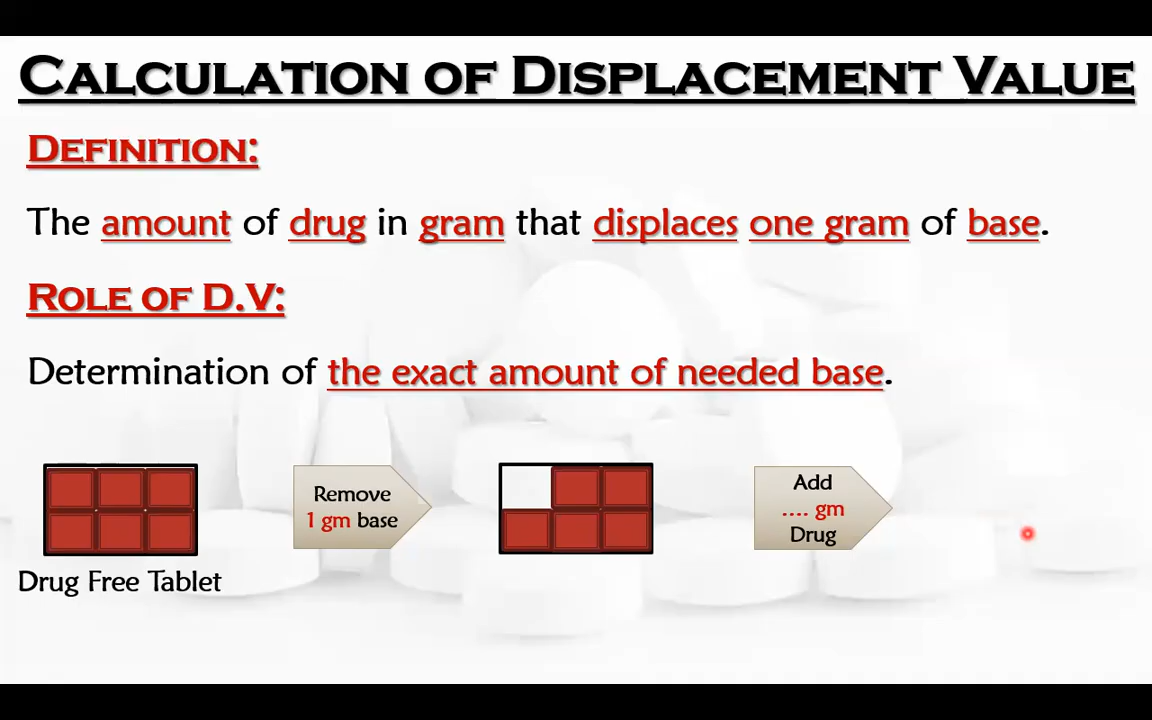 CALCULATION OF DISPLACEMENT VALUE
DEFINITION:
The amount of drug in gram that displaces one gram of base.
ROLE OF D.V:
Determination of the exact amount of needed base.
Remove
1 gm base
Add
.... gm
Drug
Drug Free Tablet